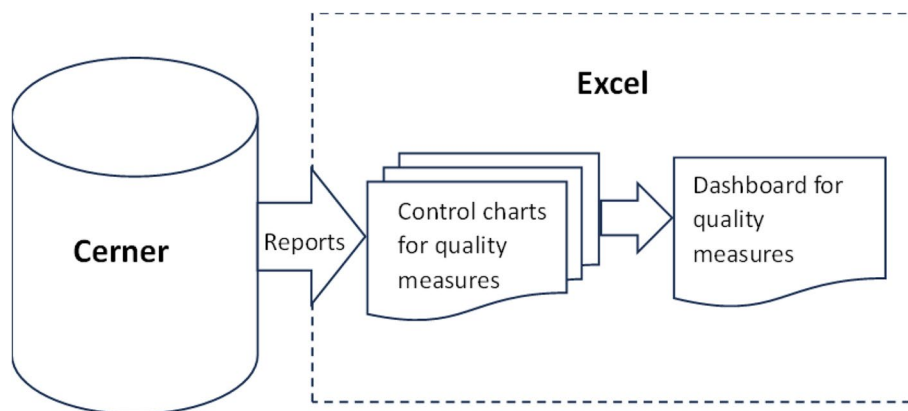 Excel
Cerner
Reports
Control charts
for quality
measures
Dashboard for
quality
measures